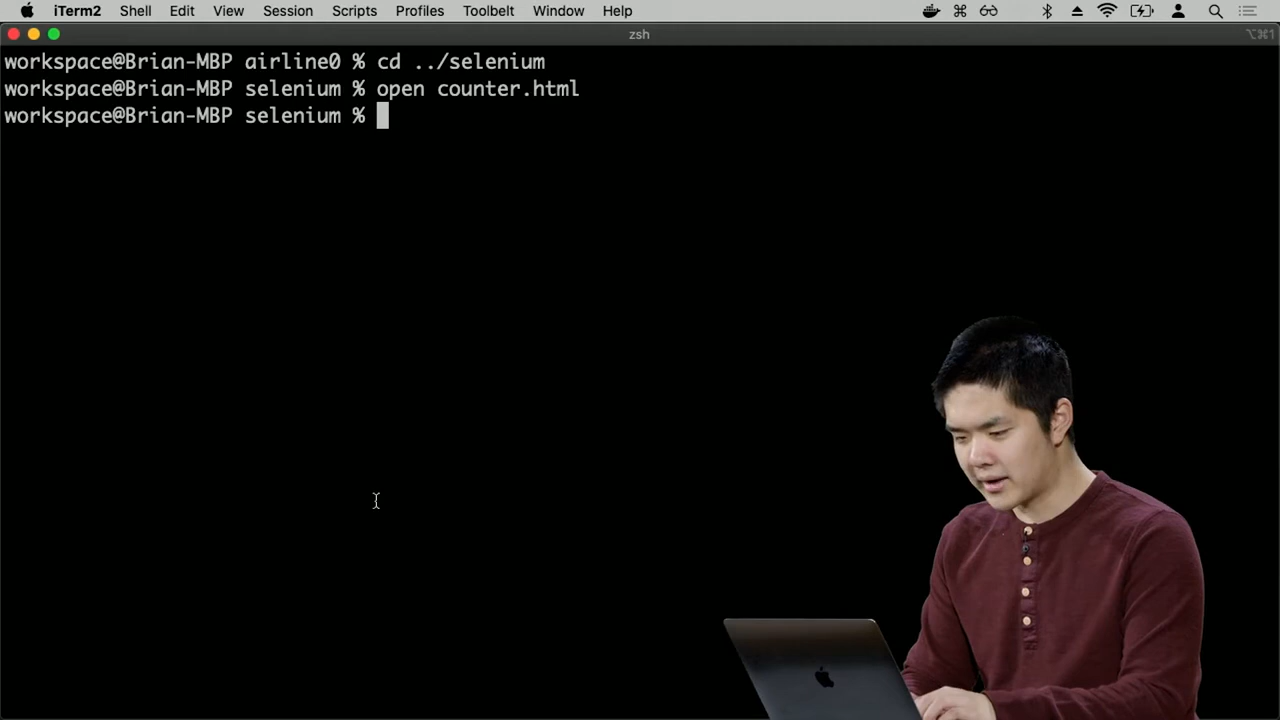 iTerm2 Shell Edit View Session Scripts Profiles Toolbelt Window Help
zsh ⌥⌘1
workspace@Brian-MBP airline0 % cd ../selenium
workspace@Brian-MBP selenium % open counter.html
workspace@Brian-MBP selenium %